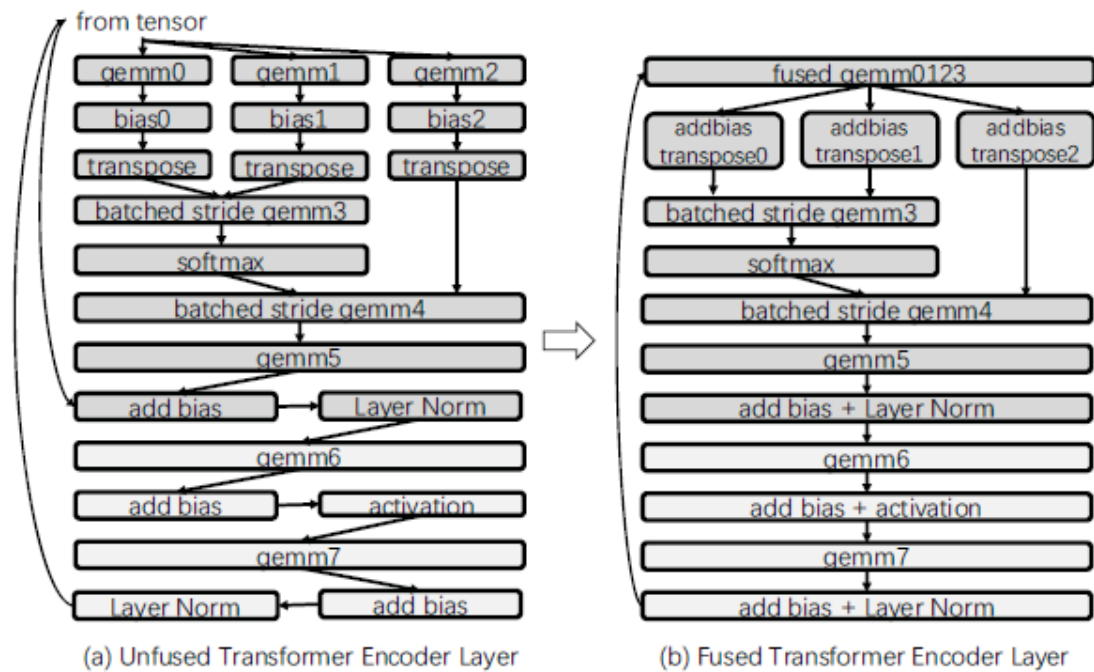 from tensor
gemm0 gemm1 gemm2
bias0 bias1 bias2
transpose transpose transpose
batched stride gemm3
softmax
batched stride gemm4
gemm5
add bias Layer Norm
gemm6
add bias activation
gemm7
Layer Norm add bias
(a) Unfused Transformer Encoder Layer
fused gemm0123
addbias addbias addbias
transpose0 transpose1 transpose2
batched stride gemm3
softmax
batched stride gemm4
gemm5
add bias + Layer Norm
gemm6
add bias + activation
gemm7
add bias + Layer Norm
(b) Fused Transformer Encoder Layer